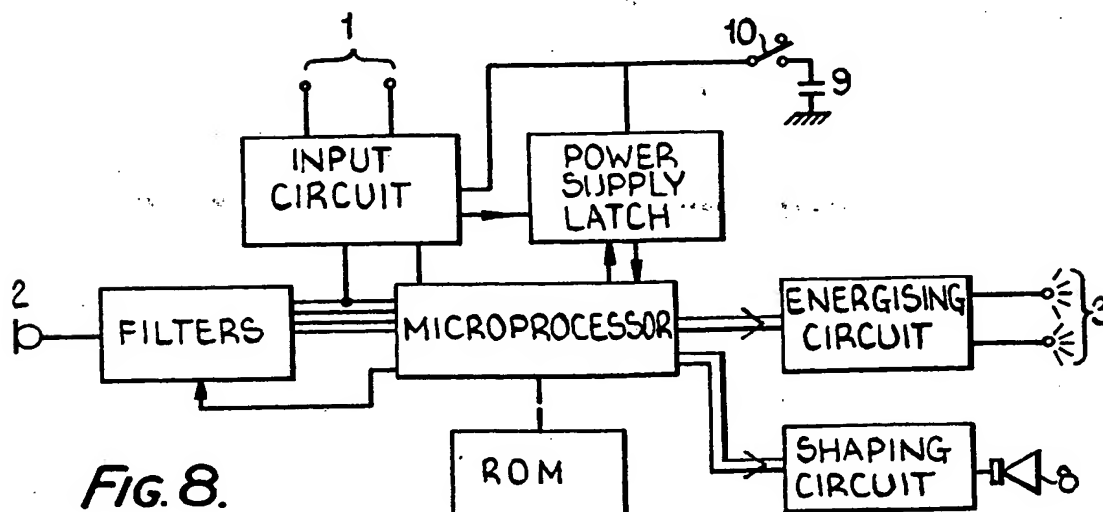 1
10
9
INPUT
CIRCUIT
POWER
SUPPLY
LATCH
2
FILTERS
MICROPROCESSOR
ENERGISING
CIRCUIT
3
ROM
SHAPING
CIRCUIT
8
FIG. 8.